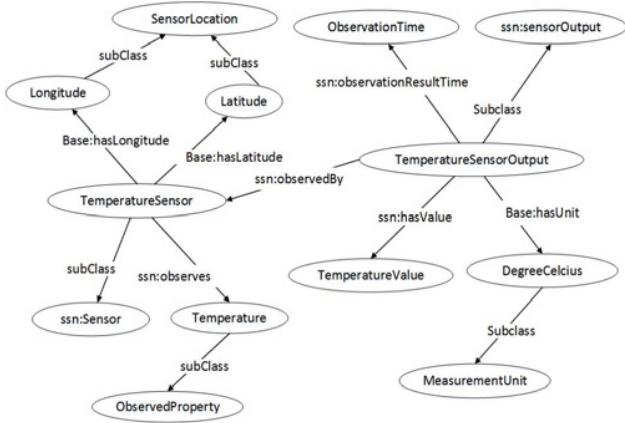 SensorLocation
ObservationTime
ssn:sensorOutput
subClass
subClass
ssn:observationResultTime
Longitude
Latitude
Subclass
Base:hasLongitude
Base:hasLatitude
TemperatureSensorOutput
ssn:observedBy
TemperatureSensor
ssn:hasValue
Base:hasUnit
subClass
ssn:observes
TemperatureValue
DegreeCelcius
ssn:Sensor
Temperature
Subclass
subClass
MeasurementUnit
ObservedProperty